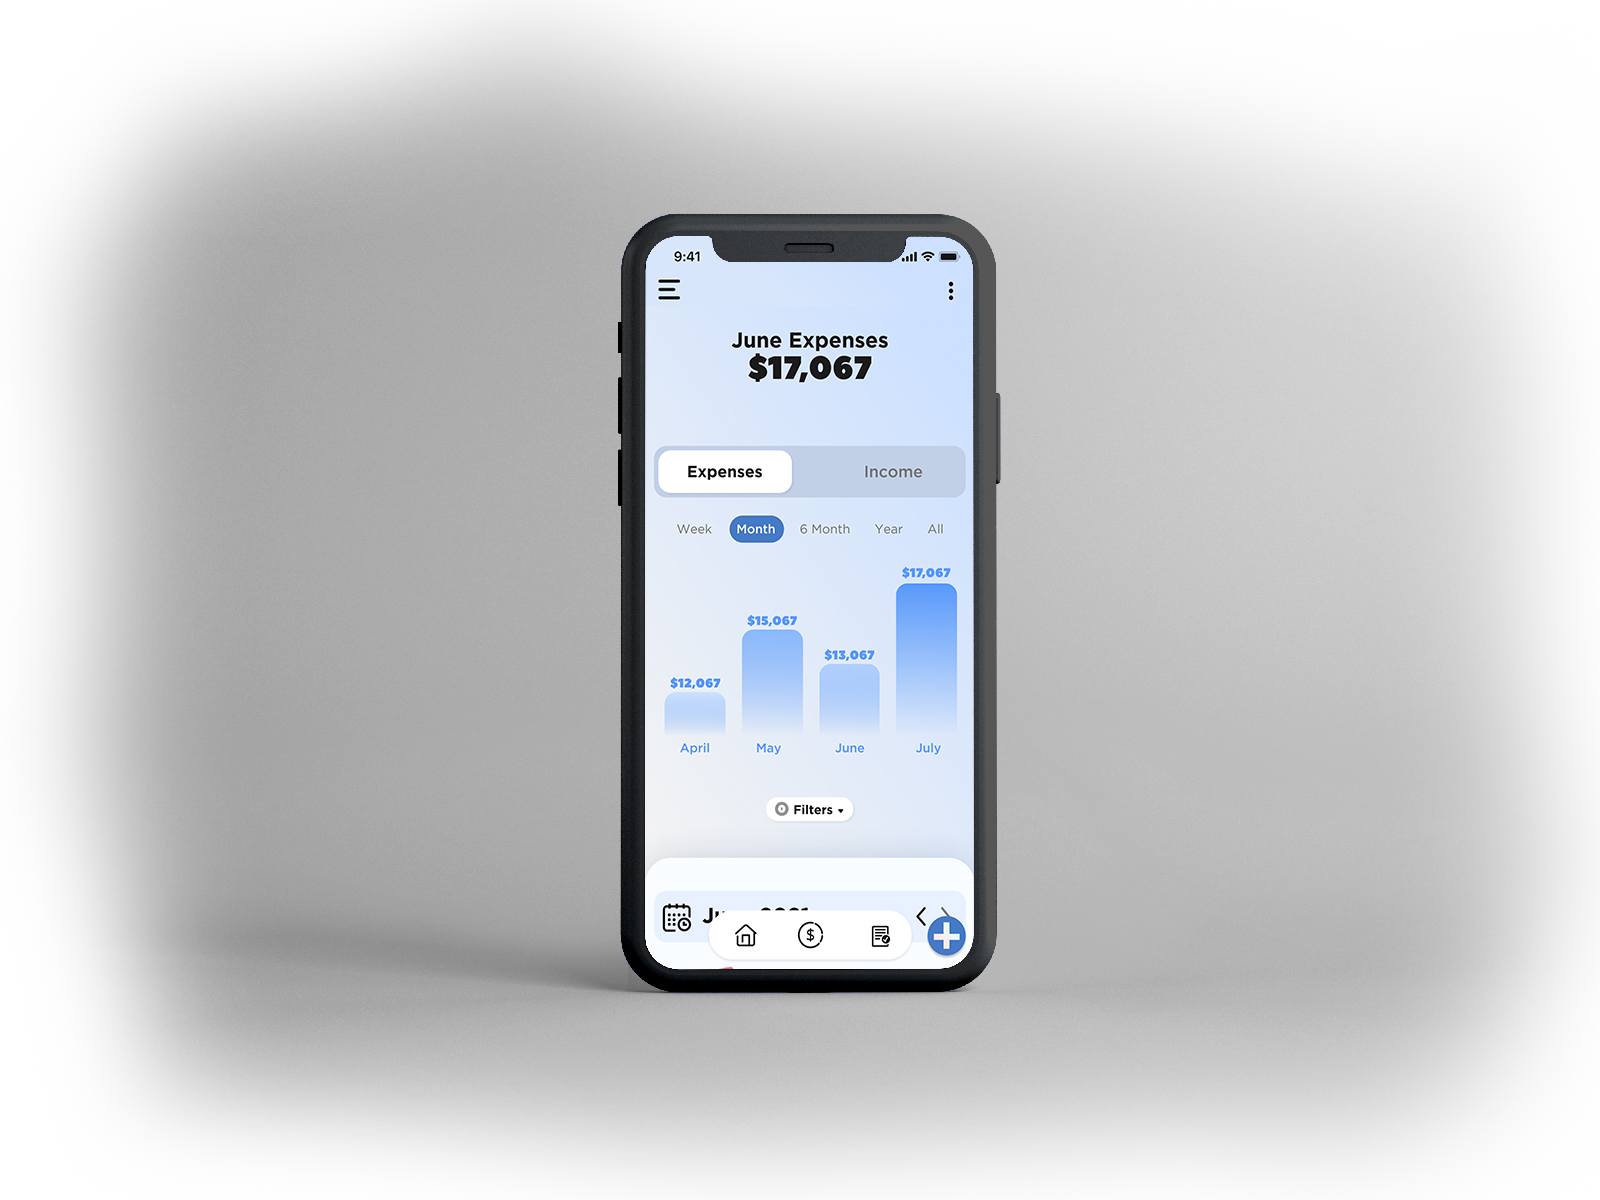 9:41
June Expenses
$17,067
Expenses Income
Week Month 6 Month Year All
$17,067
$15,067
$13,067
$12,067
April May June July
Filters